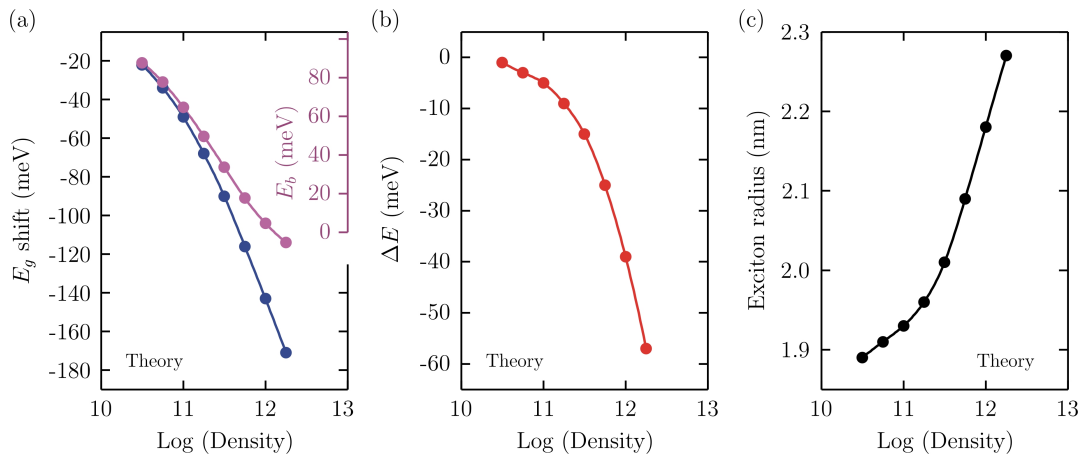 (a)
-20
-40
-60
-80
-100
-120
-140
-160
-180
E_g shift (meV)
80
60
40
20
0
E_b (meV)
Theory
10 11 12 13
Log (Density)
(b)
0
-10
-20
-30
-40
-50
-60
ΔE (meV)
Theory
10 11 12 13
Log (Density)
(c)
2.3
2.2
2.1
2.0
1.9
Exciton radius (nm)
Theory
10 11 12 13
Log (Density)